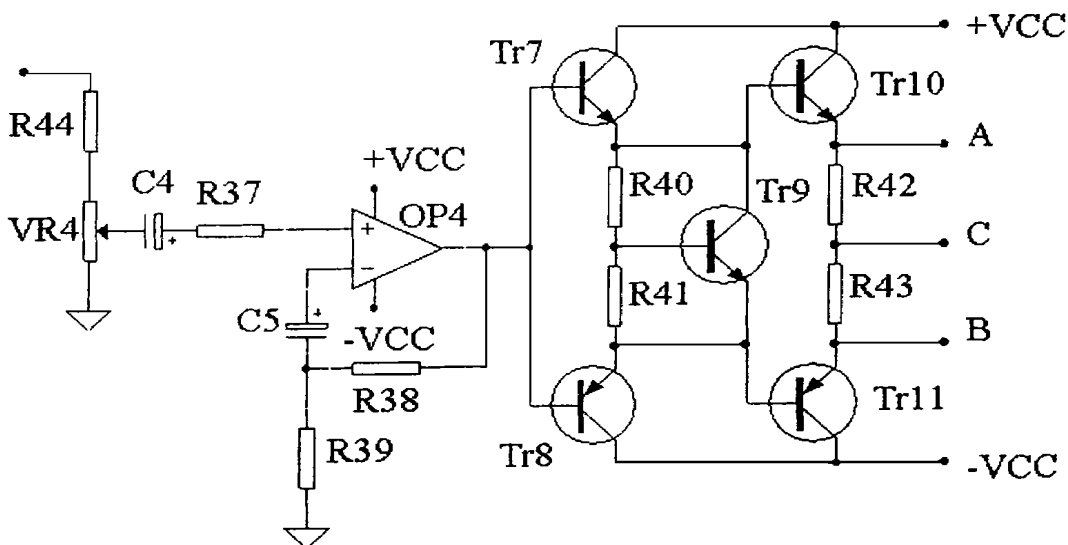 +VCC
Tr7
Tr10
R44
A
+VCC
C4
R37
R40
Tr9
R42
VR4
+
OP4
+
C
-
R41
R43
+
C5
-VCC
B
R38
Tr11
R39
Tr8
-VCC